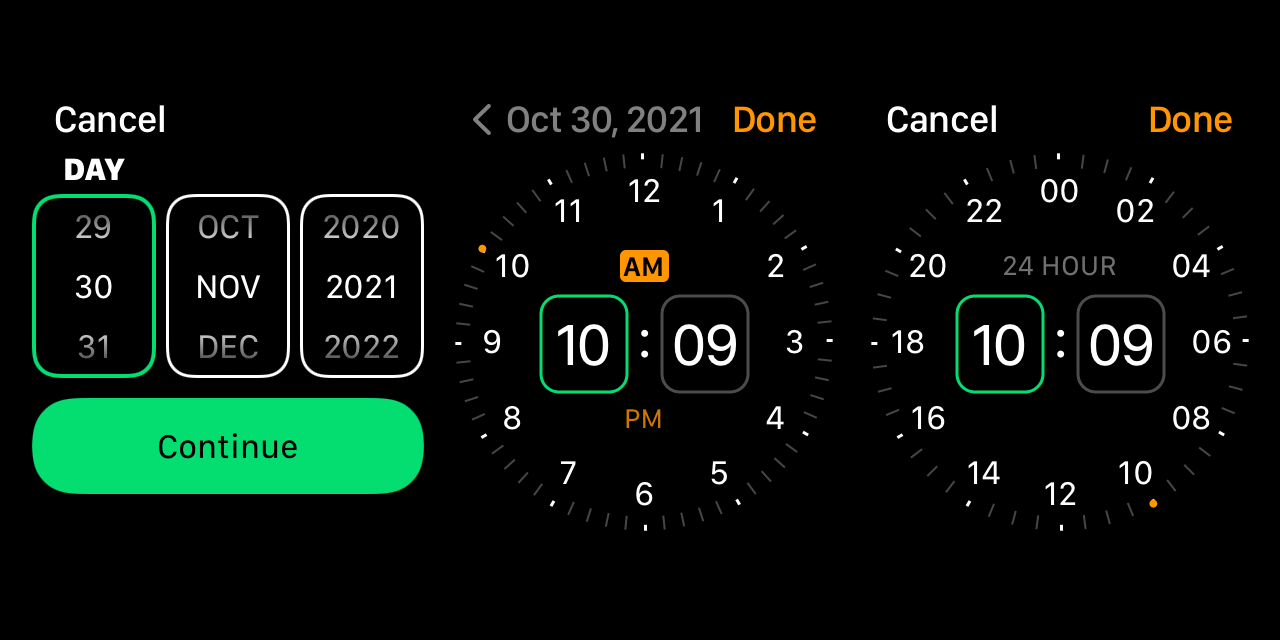 Cancel
DAY
29 OCT 2020
30 NOV 2021
31 DEC 2022
Continue
Oct 30, 2021 Done
12
11 1
10 AM 2
9 10:09 3
8 PM 4
7 5
6
Cancel Done
00
22 02
20 24 HOUR 04
18 10:09 06
16 08
14 10
12